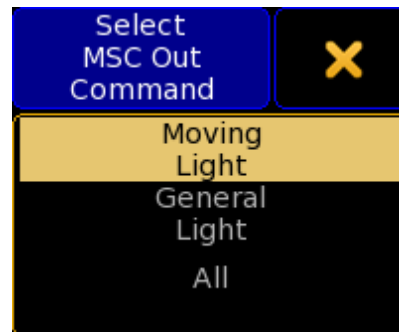 Select
MSC Out
Command
Moving
Light
General
Light
All